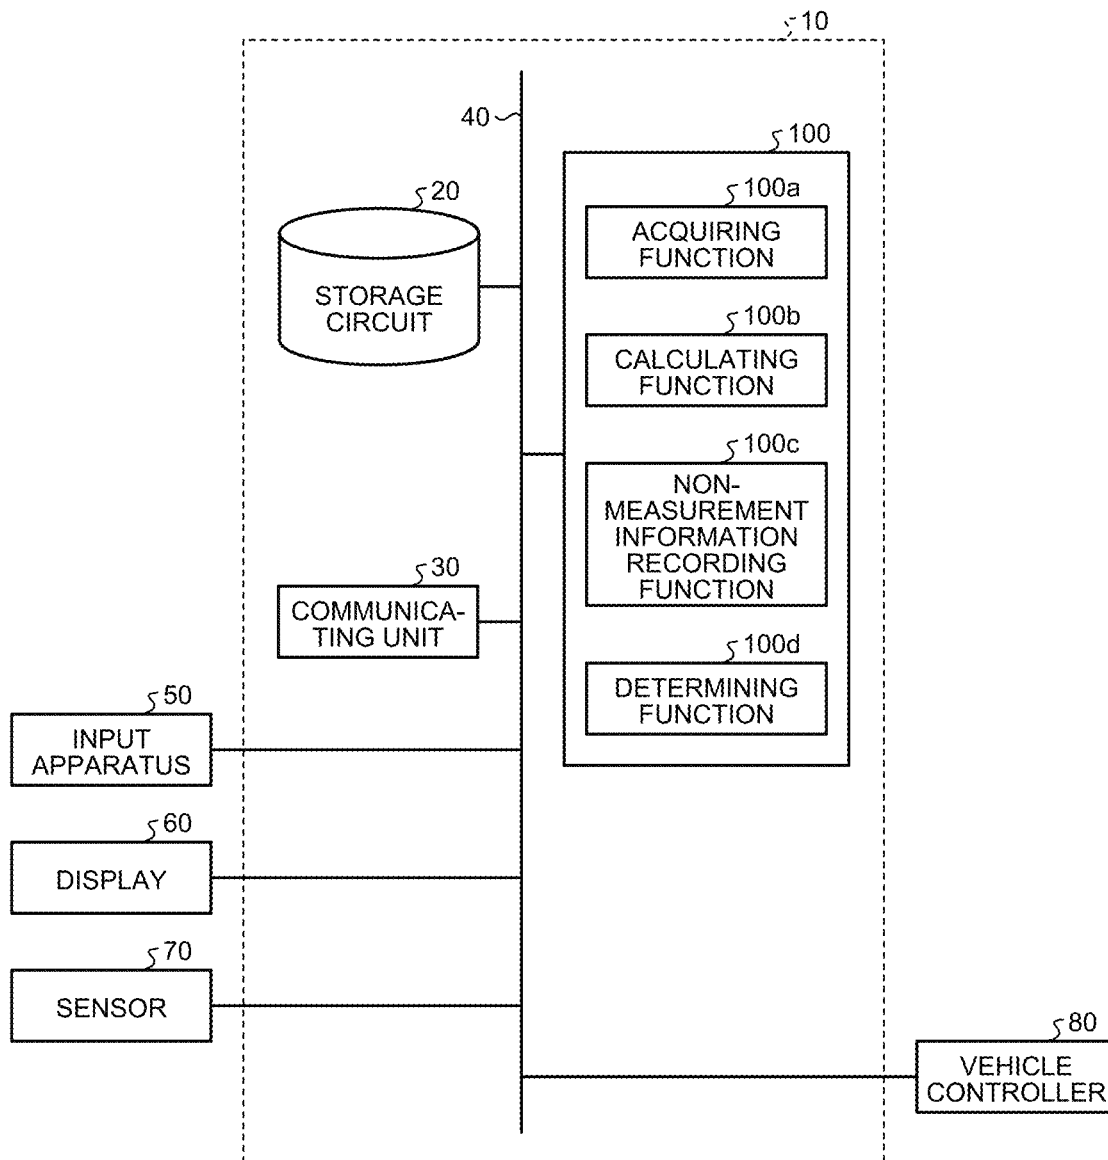 10
40
100
20
100a
ACQUIRING
FUNCTION
STORAGE
CIRCUIT
100b
CALCULATING
FUNCTION
100c
NON-
MEASUREMENT
INFORMATION
RECORDING
FUNCTION
30
COMMUNICA-
TING UNIT
100d
DETERMINING
FUNCTION
50
INPUT
APPARATUS
60
DISPLAY
70
SENSOR
80
VEHICLE
CONTROLLER